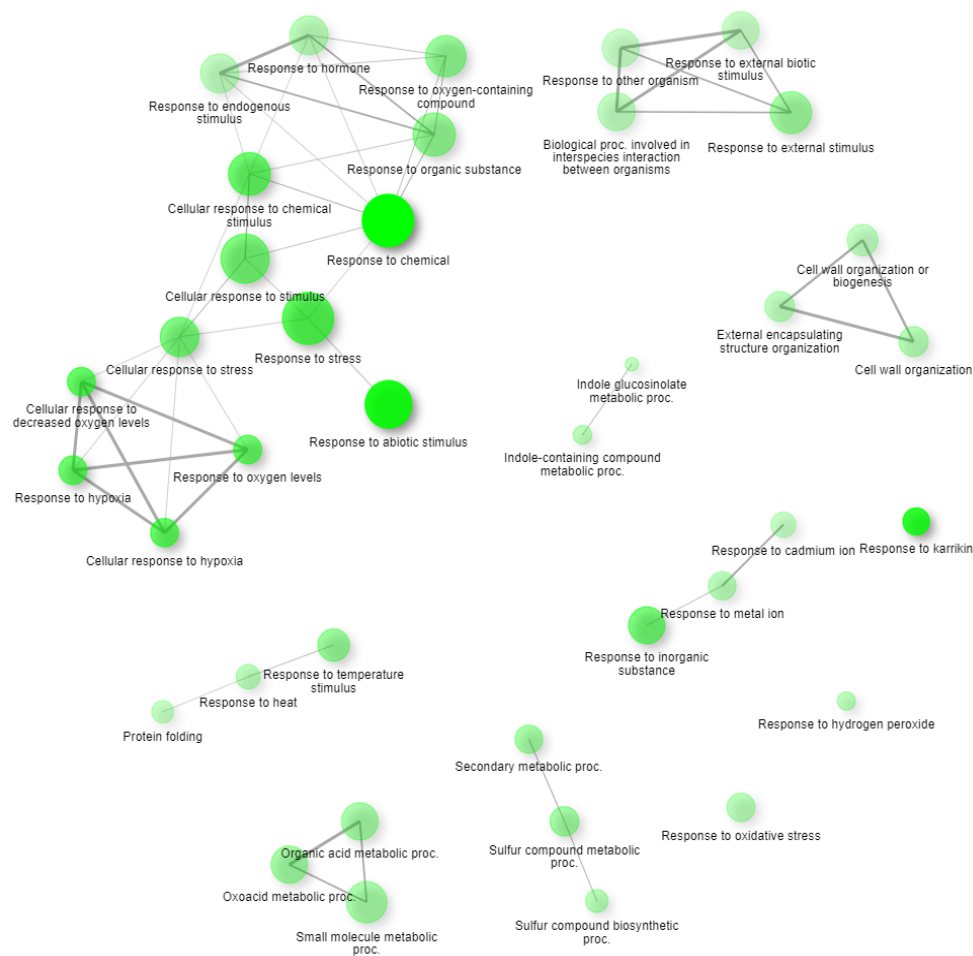 Response to hormone
Response to oxygen-containing
compound
Response to endogenous
stimulus
Response to organic substance
Cellular response to chemical
stimulus
Response to chemical
Cellular response to stimulus
Response to stress
Cellular response to stress
Cellular response to
decreased oxygen levels
Response to abiotic stimulus
Response to oxygen levels
Response to hypoxia
Cellular response to hypoxia
Response to external biotic
stimulus
Response to other organism
Biological proc. involved in
interspecies interaction
between organisms
Response to external stimulus
Cell wall organization or
biogenesis
External encapsulating
structure organization
Cell wall organization
Indole glucosinolate
metabolic proc.
Indole-containing compound
metabolic proc.
Response to cadmium ion
Response to karrikin
Response to metal ion
Response to inorganic
substance
Response to temperature
stimulus
Response to heat
Protein folding
Response to hydrogen peroxide
Secondary metabolic proc.
Response to oxidative stress
Sulfur compound metabolic
proc.
Sulfur compound biosynthetic
proc.
Organic acid metabolic proc.
Oxoacid metabolic proc.
Small molecule metabolic
proc.